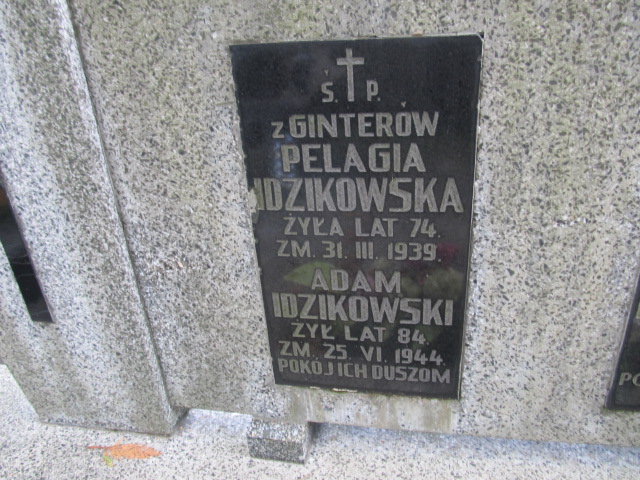 Ś. P.
z GINTERÓW
PELAGIA
IDZIKOWSKA
ŻYŁA LAT 74.
ZM. 31. III. 1939.
ADAM
IDZIKOWSKI
ŻYŁ LAT 84.
ZM. 25. VI. 1944.
POKÓJ ICH DUSZOM